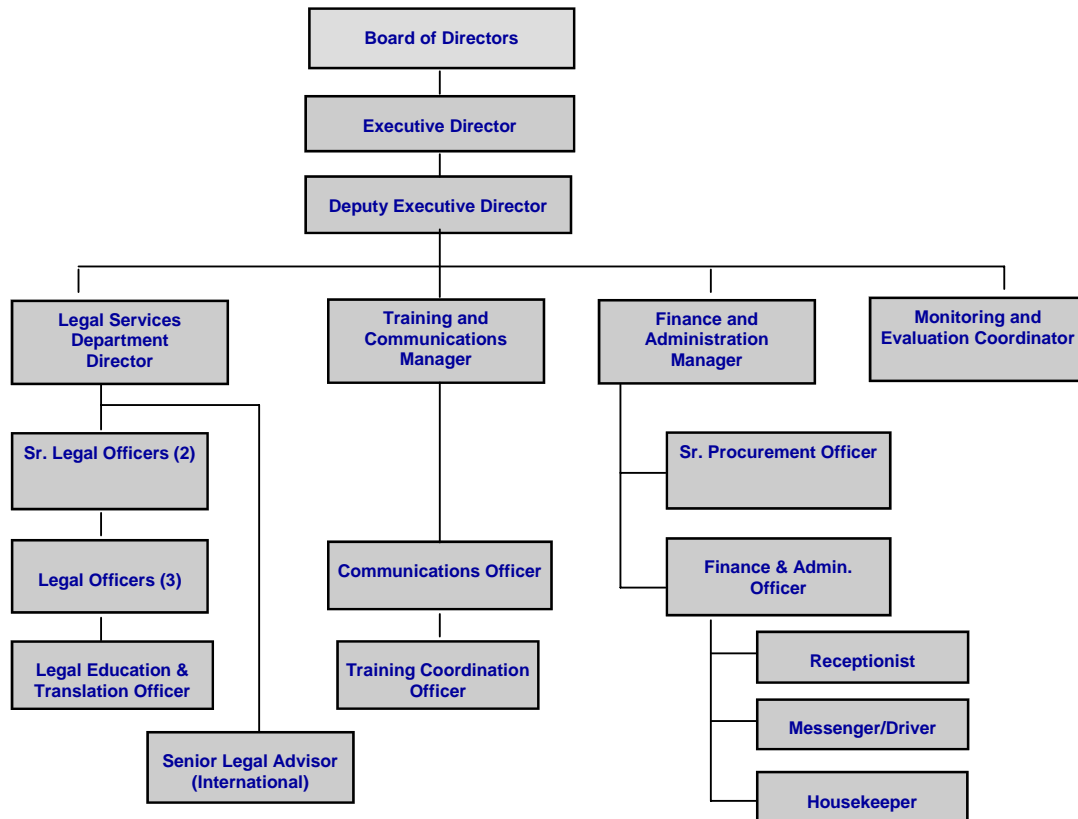 Board of Directors
Executive Director
Deputy Executive Director
Legal Services
Department
Director
Training and
Communications
Manager
Finance and
Administration
Manager
Monitoring and
Evaluation Coordinator
Sr. Legal Officers (2)
Legal Officers (3)
Legal Education &
Translation Officer
Senior Legal Advisor
(International)
Communications Officer
Training Coordination
Officer
Sr. Procurement Officer
Finance & Admin.
Officer
Receptionist
Messenger/Driver
Housekeeper